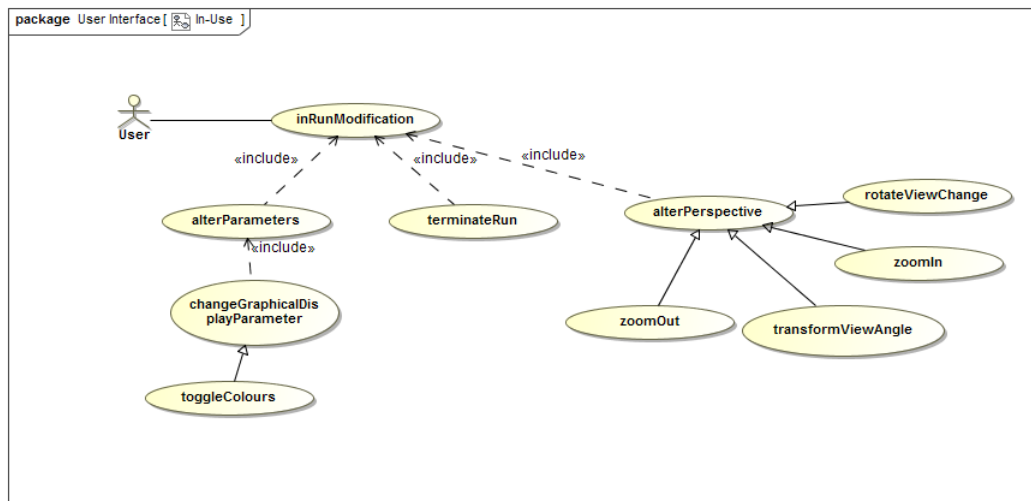 package User Interface [ In-Use ]
User
inRunModification
«include»
«include»
«include»
alterParameters
terminateRun
alterPerspective
rotateViewChange
zoomIn
«include»
changeGraphicalDis
playParameter
zoomOut
transformViewAngle
toggleColours